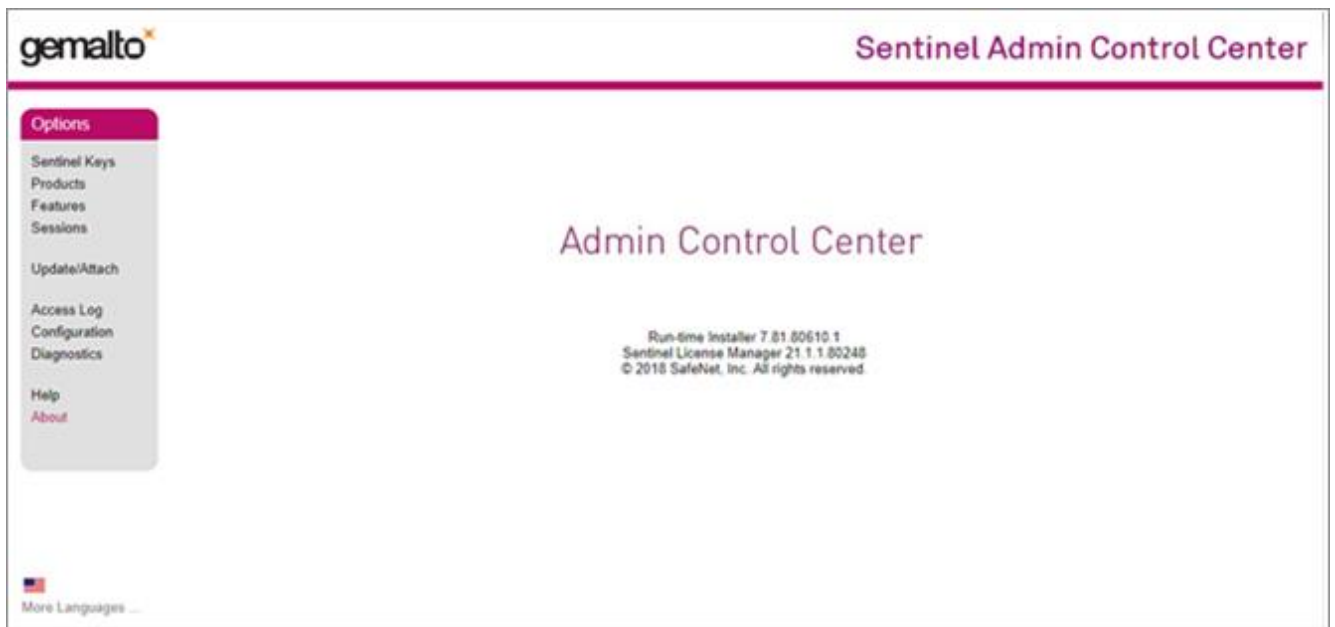 gemalto
Sentinel Admin Control Center
Options
Sentinel Keys
Products
Features
Sessions
Update/Attach
Access Log
Configuration
Diagnostics
Help
About
Admin Control Center
Run-time Installer 7.81.80610.1
Sentinel License Manager 21.1.1.80248
© 2018 SafeNet, Inc. All rights reserved.
More Languages ...